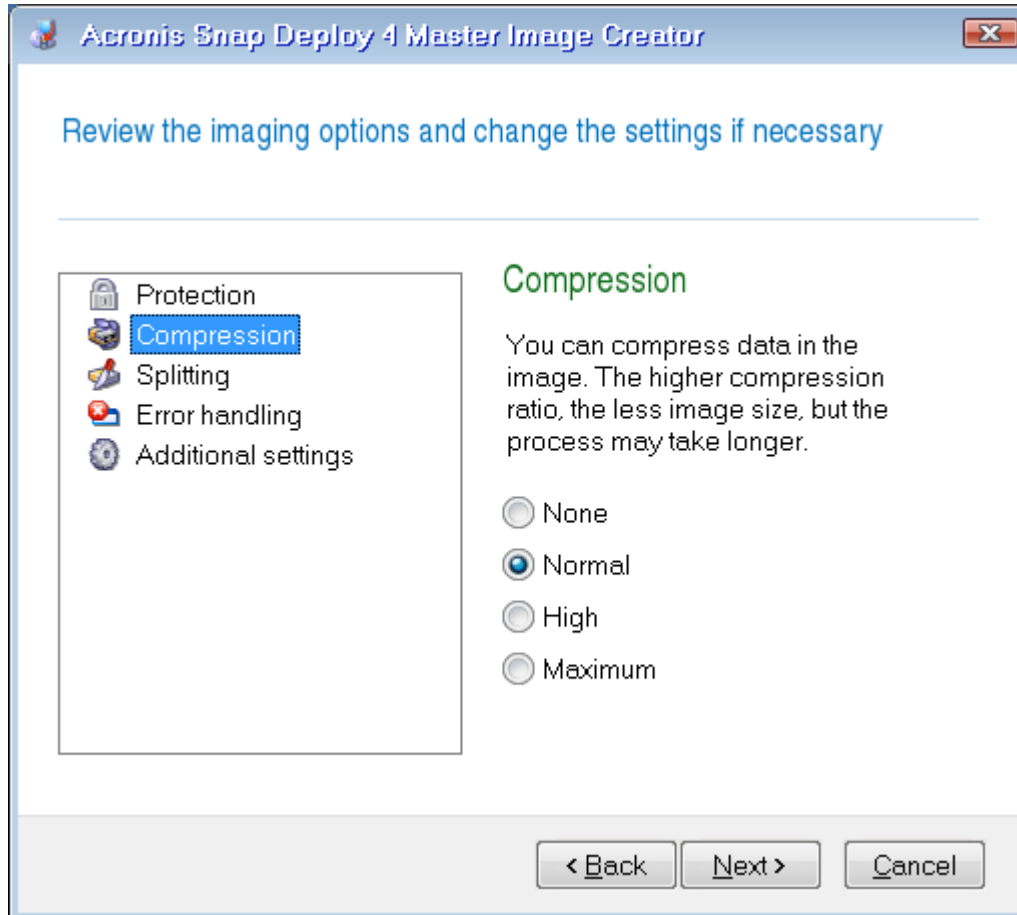 Acronis Snap Deploy 4 Master Image Creator
Review the imaging options and change the settings if necessary
Protection
Compression
Splitting
Error handling
Additional settings
Compression
You can compress data in the
image. The higher compression
ratio, the less image size, but the
process may take longer.
None
Normal
High
Maximum
< Back
Next >
Cancel